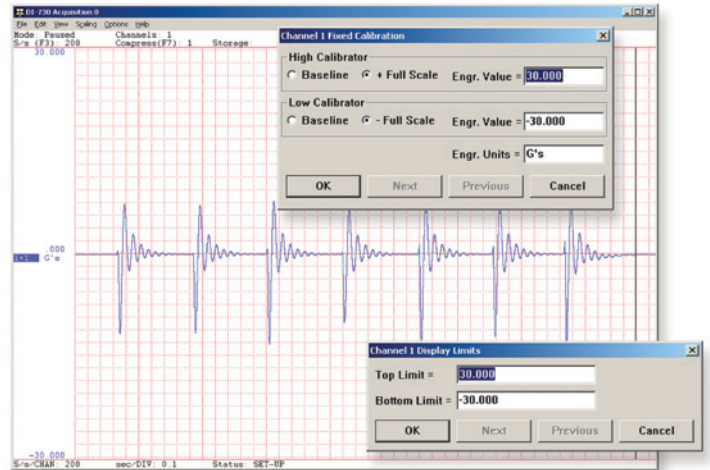 DI-730 Acquisition 0
File Edit View Scaling Options Help
Mode: Paused Channels: 1
S/s (F3): 200 Compress(F7): 1 Storage:
30.000
Channel 1 Fixed Calibration
High Calibrator
Baseline + Full Scale Engr. Value = 30.000
Low Calibrator
Baseline - Full Scale Engr. Value = -30.000
Engr. Units = G's
OK Next Previous Cancel
.000
1=1 G's
Channel 1 Display Limits
Top Limit = 30.000
Bottom Limit = -30.000
OK Next Previous Cancel
-30.000
S/s/CHAN: 200 sec/DIV: 0.1 Status: SET-UP